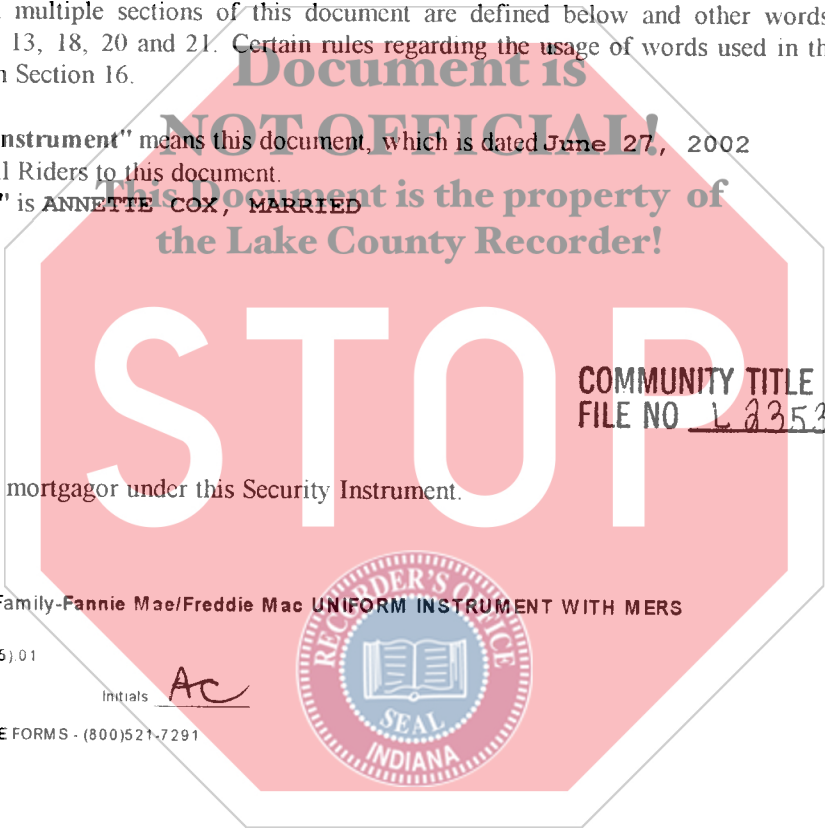 multiple sections of this document are defined below and other words
13, 18, 20 and 21. Certain rules regarding the usage of words used in th
n Section 16.
Document is
nstrument" means this document, which is dated June 27, 2002
NOT OFFICIAL!
l Riders to this document.
" is ANNETTE COX, MARRIED
This Document is the property of
the Lake County Recorder!
STOP
COMMUNITY TITLE
FILE NO L 2353
mortgagor under this Security Instrument.
Family-Fannie Mae/Freddie Mac UNIFORM INSTRUMENT WITH MERS
6).01
Initials AC
E FORMS - (800)521-7291
RECORDER'S OFFICE
SEAL
INDIANA